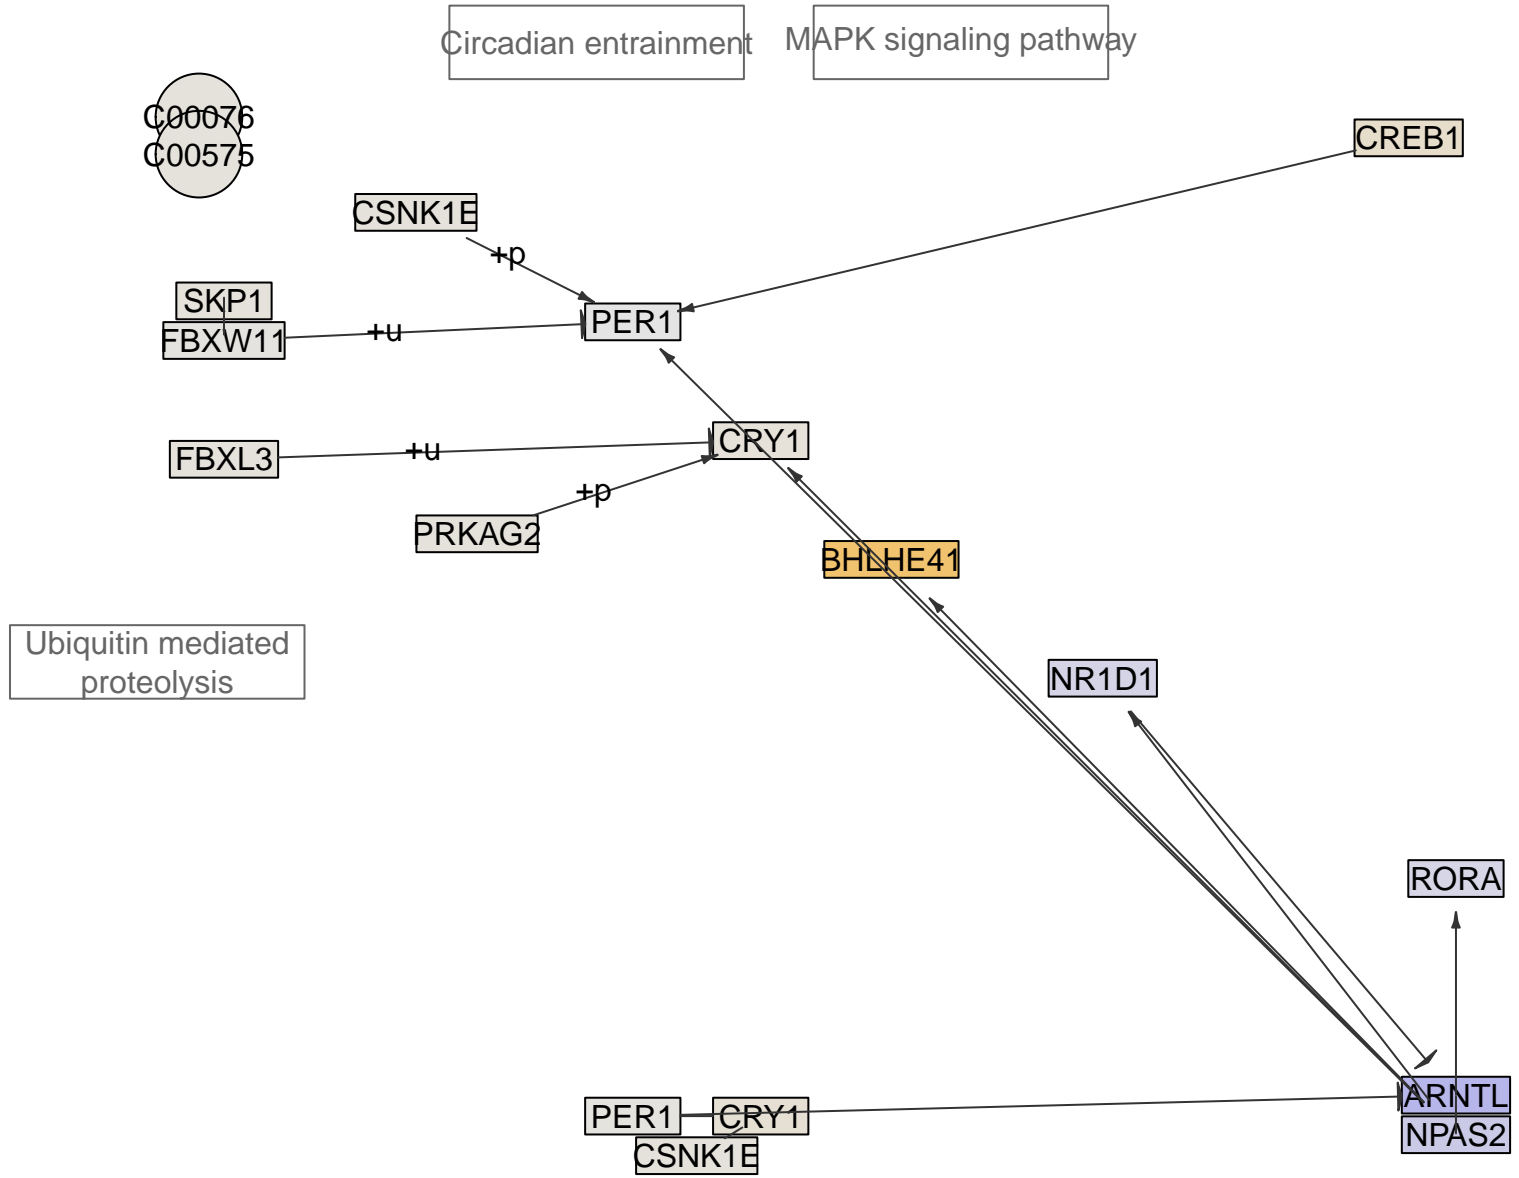 Circadian entrainment
MAPK signaling pathway
C00076
CREB1
C00575
CSNK1E
+p
SKP1
PER1
FBXW11
+u
CRY1
FBXL3
+u
+p
PRKAG2
BHLHE41
Ubiquitin mediated
proteolysis
NR1D1
RORA
ARNTL
PER1
CRY1
NPAS2
CSNK1E